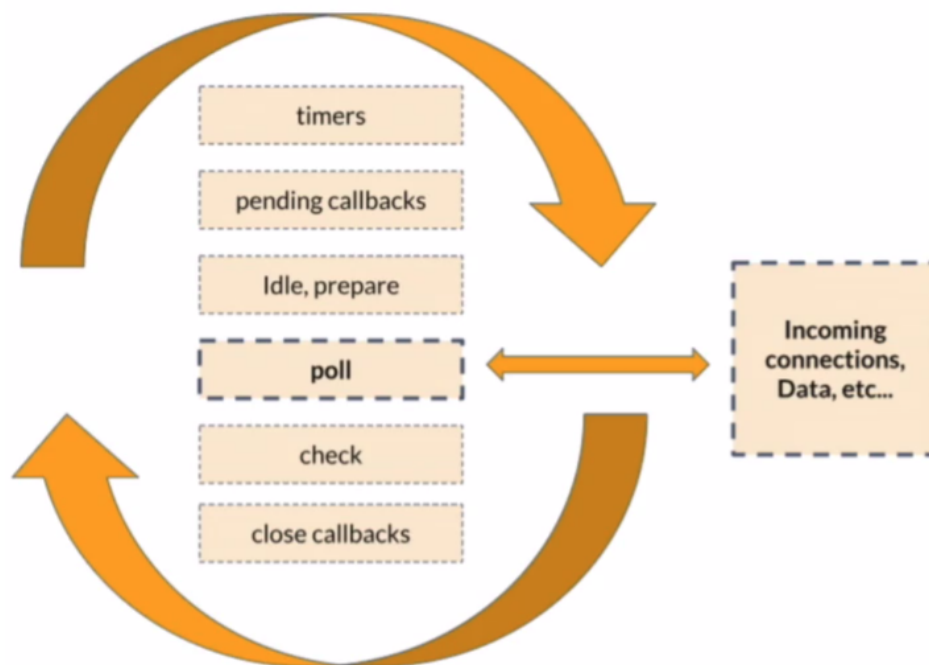 timers
pending callbacks
Idle, prepare
poll
Incoming
connections,
Data, etc...
check
close callbacks